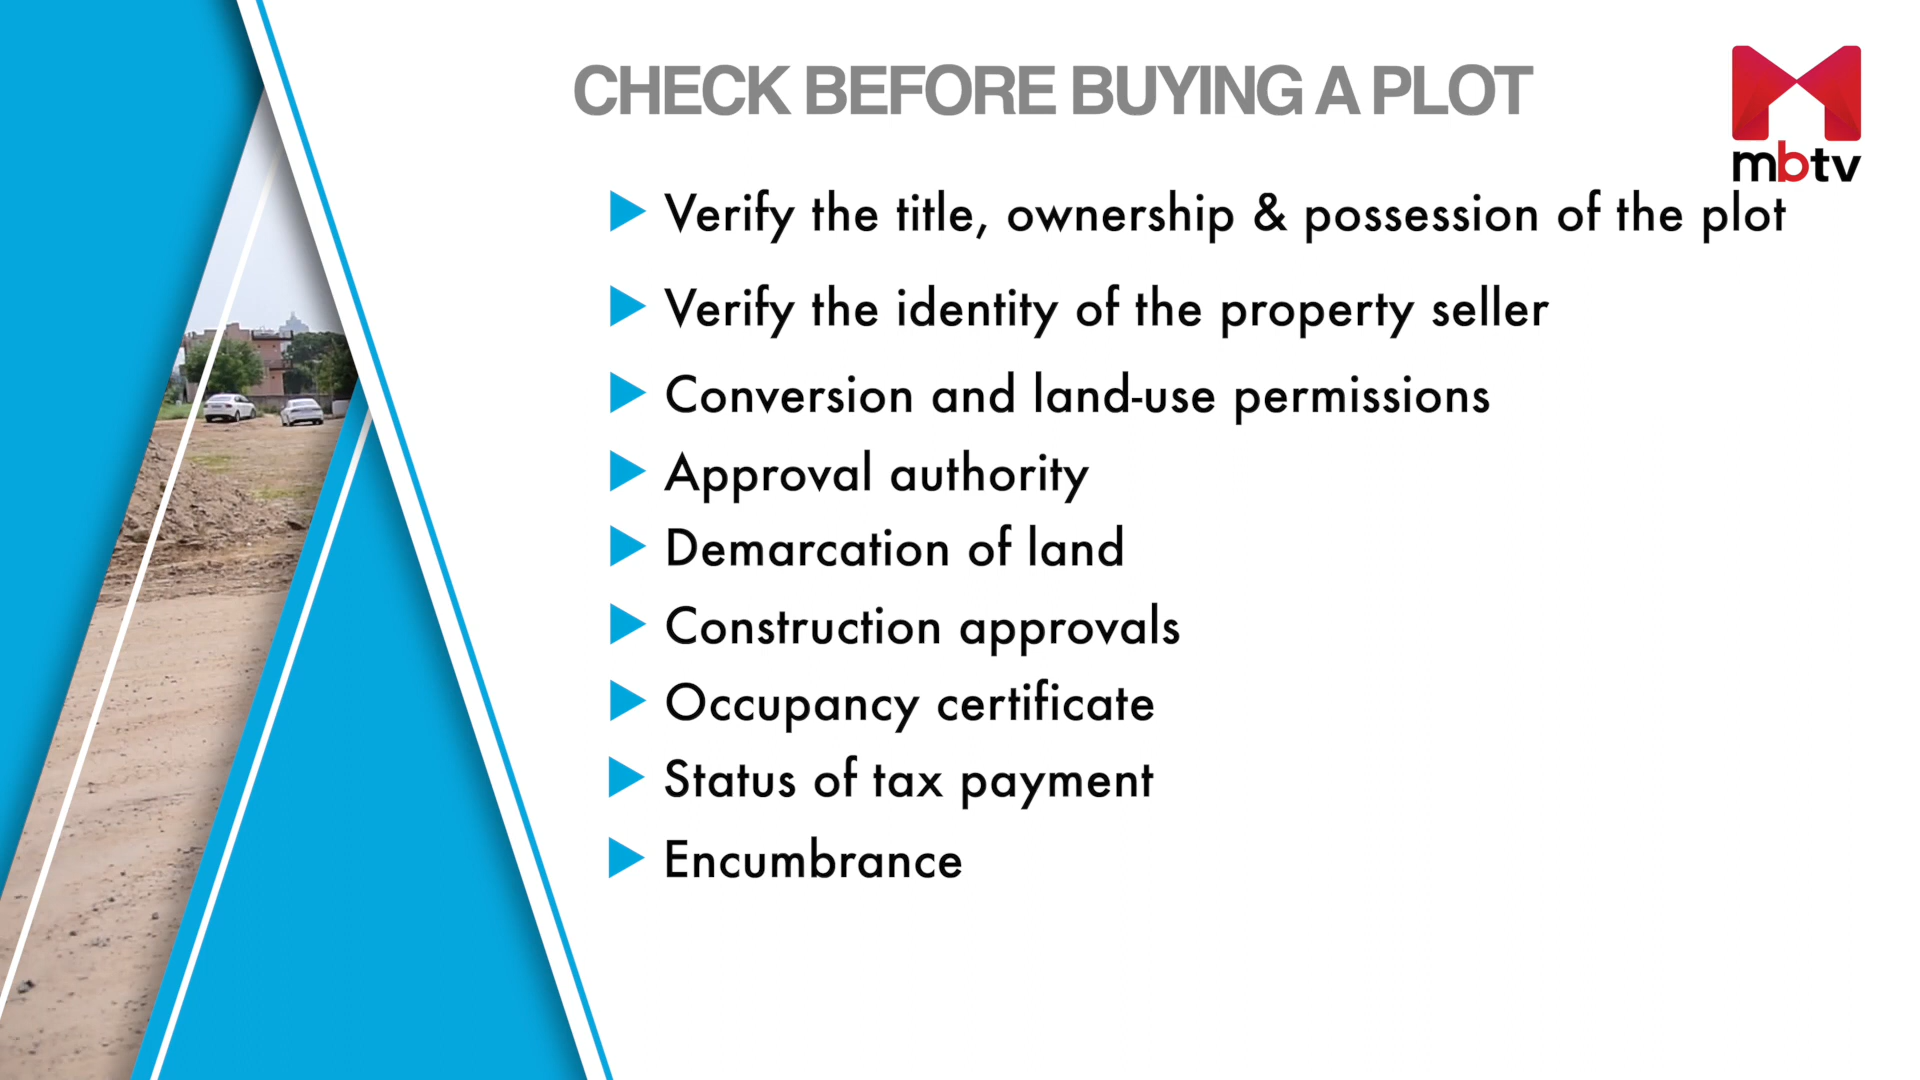 CHECK BEFORE BUYING A PLOT
mbtv
Verify the title, ownership & possession of the plot
Verify the identity of the property seller
Conversion and land-use permissions
Approval authority
Demarcation of land
Construction approvals
Occupancy certificate
Status of tax payment
Encumbrance